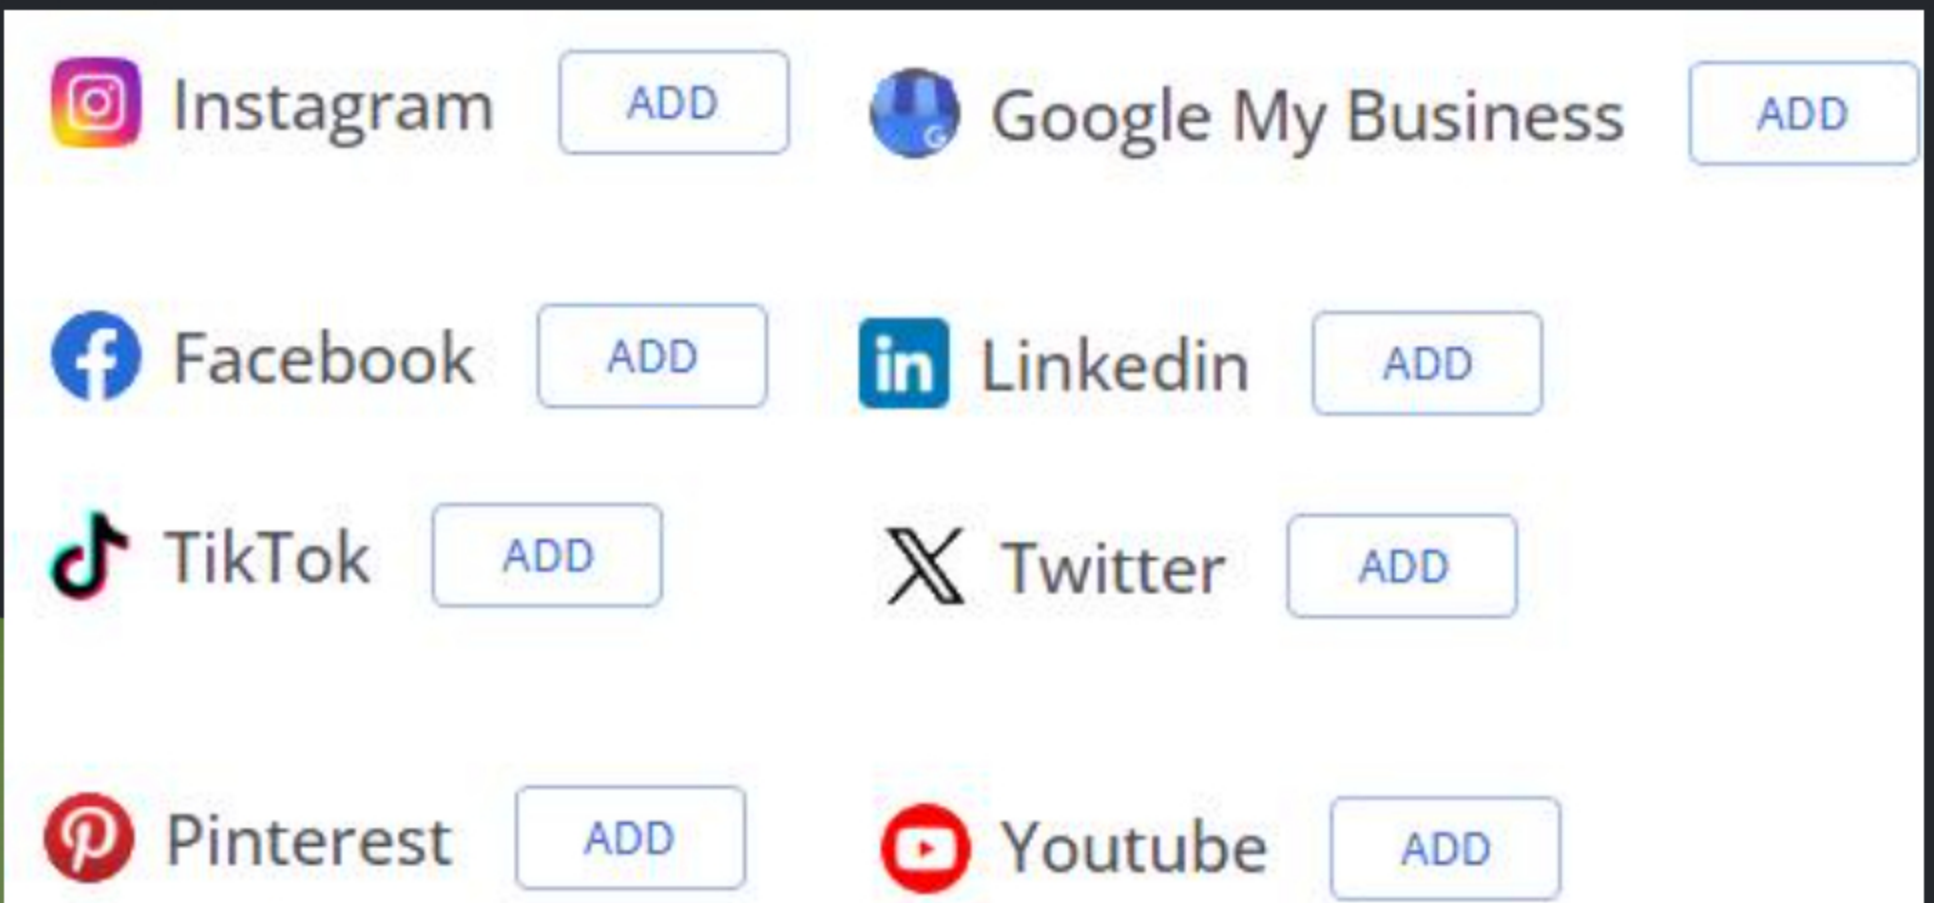 Instagram ADD Google My Business ADD
Facebook ADD Linkedin ADD
TikTok ADD Twitter ADD
Pinterest ADD Youtube ADD